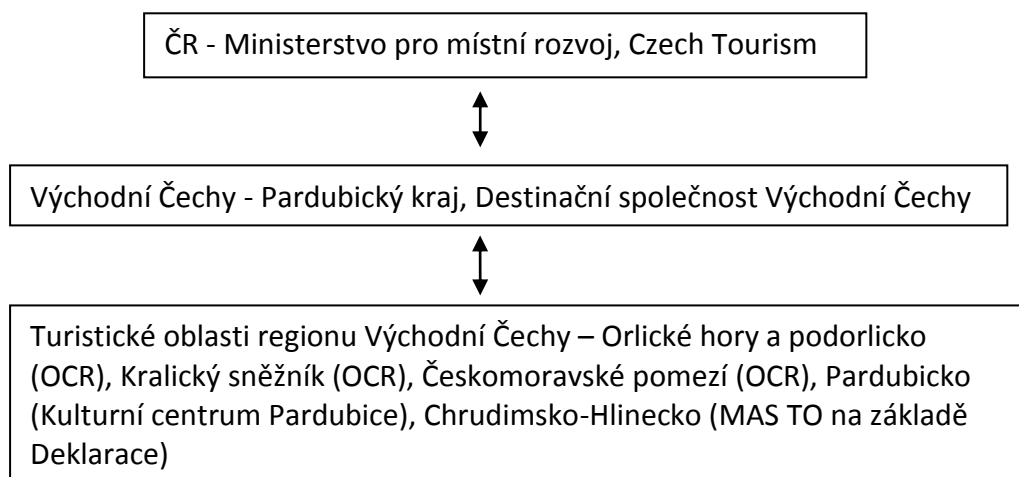 ČR - Ministerstvo pro místní rozvoj, Czech Tourism
Východní Čechy - Pardubický kraj, Destinační společnost Východní Čechy
Turistické oblasti regionu Východní Čechy – Orlické hory a podorlicko
(OCR), Kralický sněžník (OCR), Českomoravské pomezí (OCR), Pardubicko
(Kulturní centrum Pardubice), Chrudimsko-Hlinecko (MAS TO na základě
Deklarace)